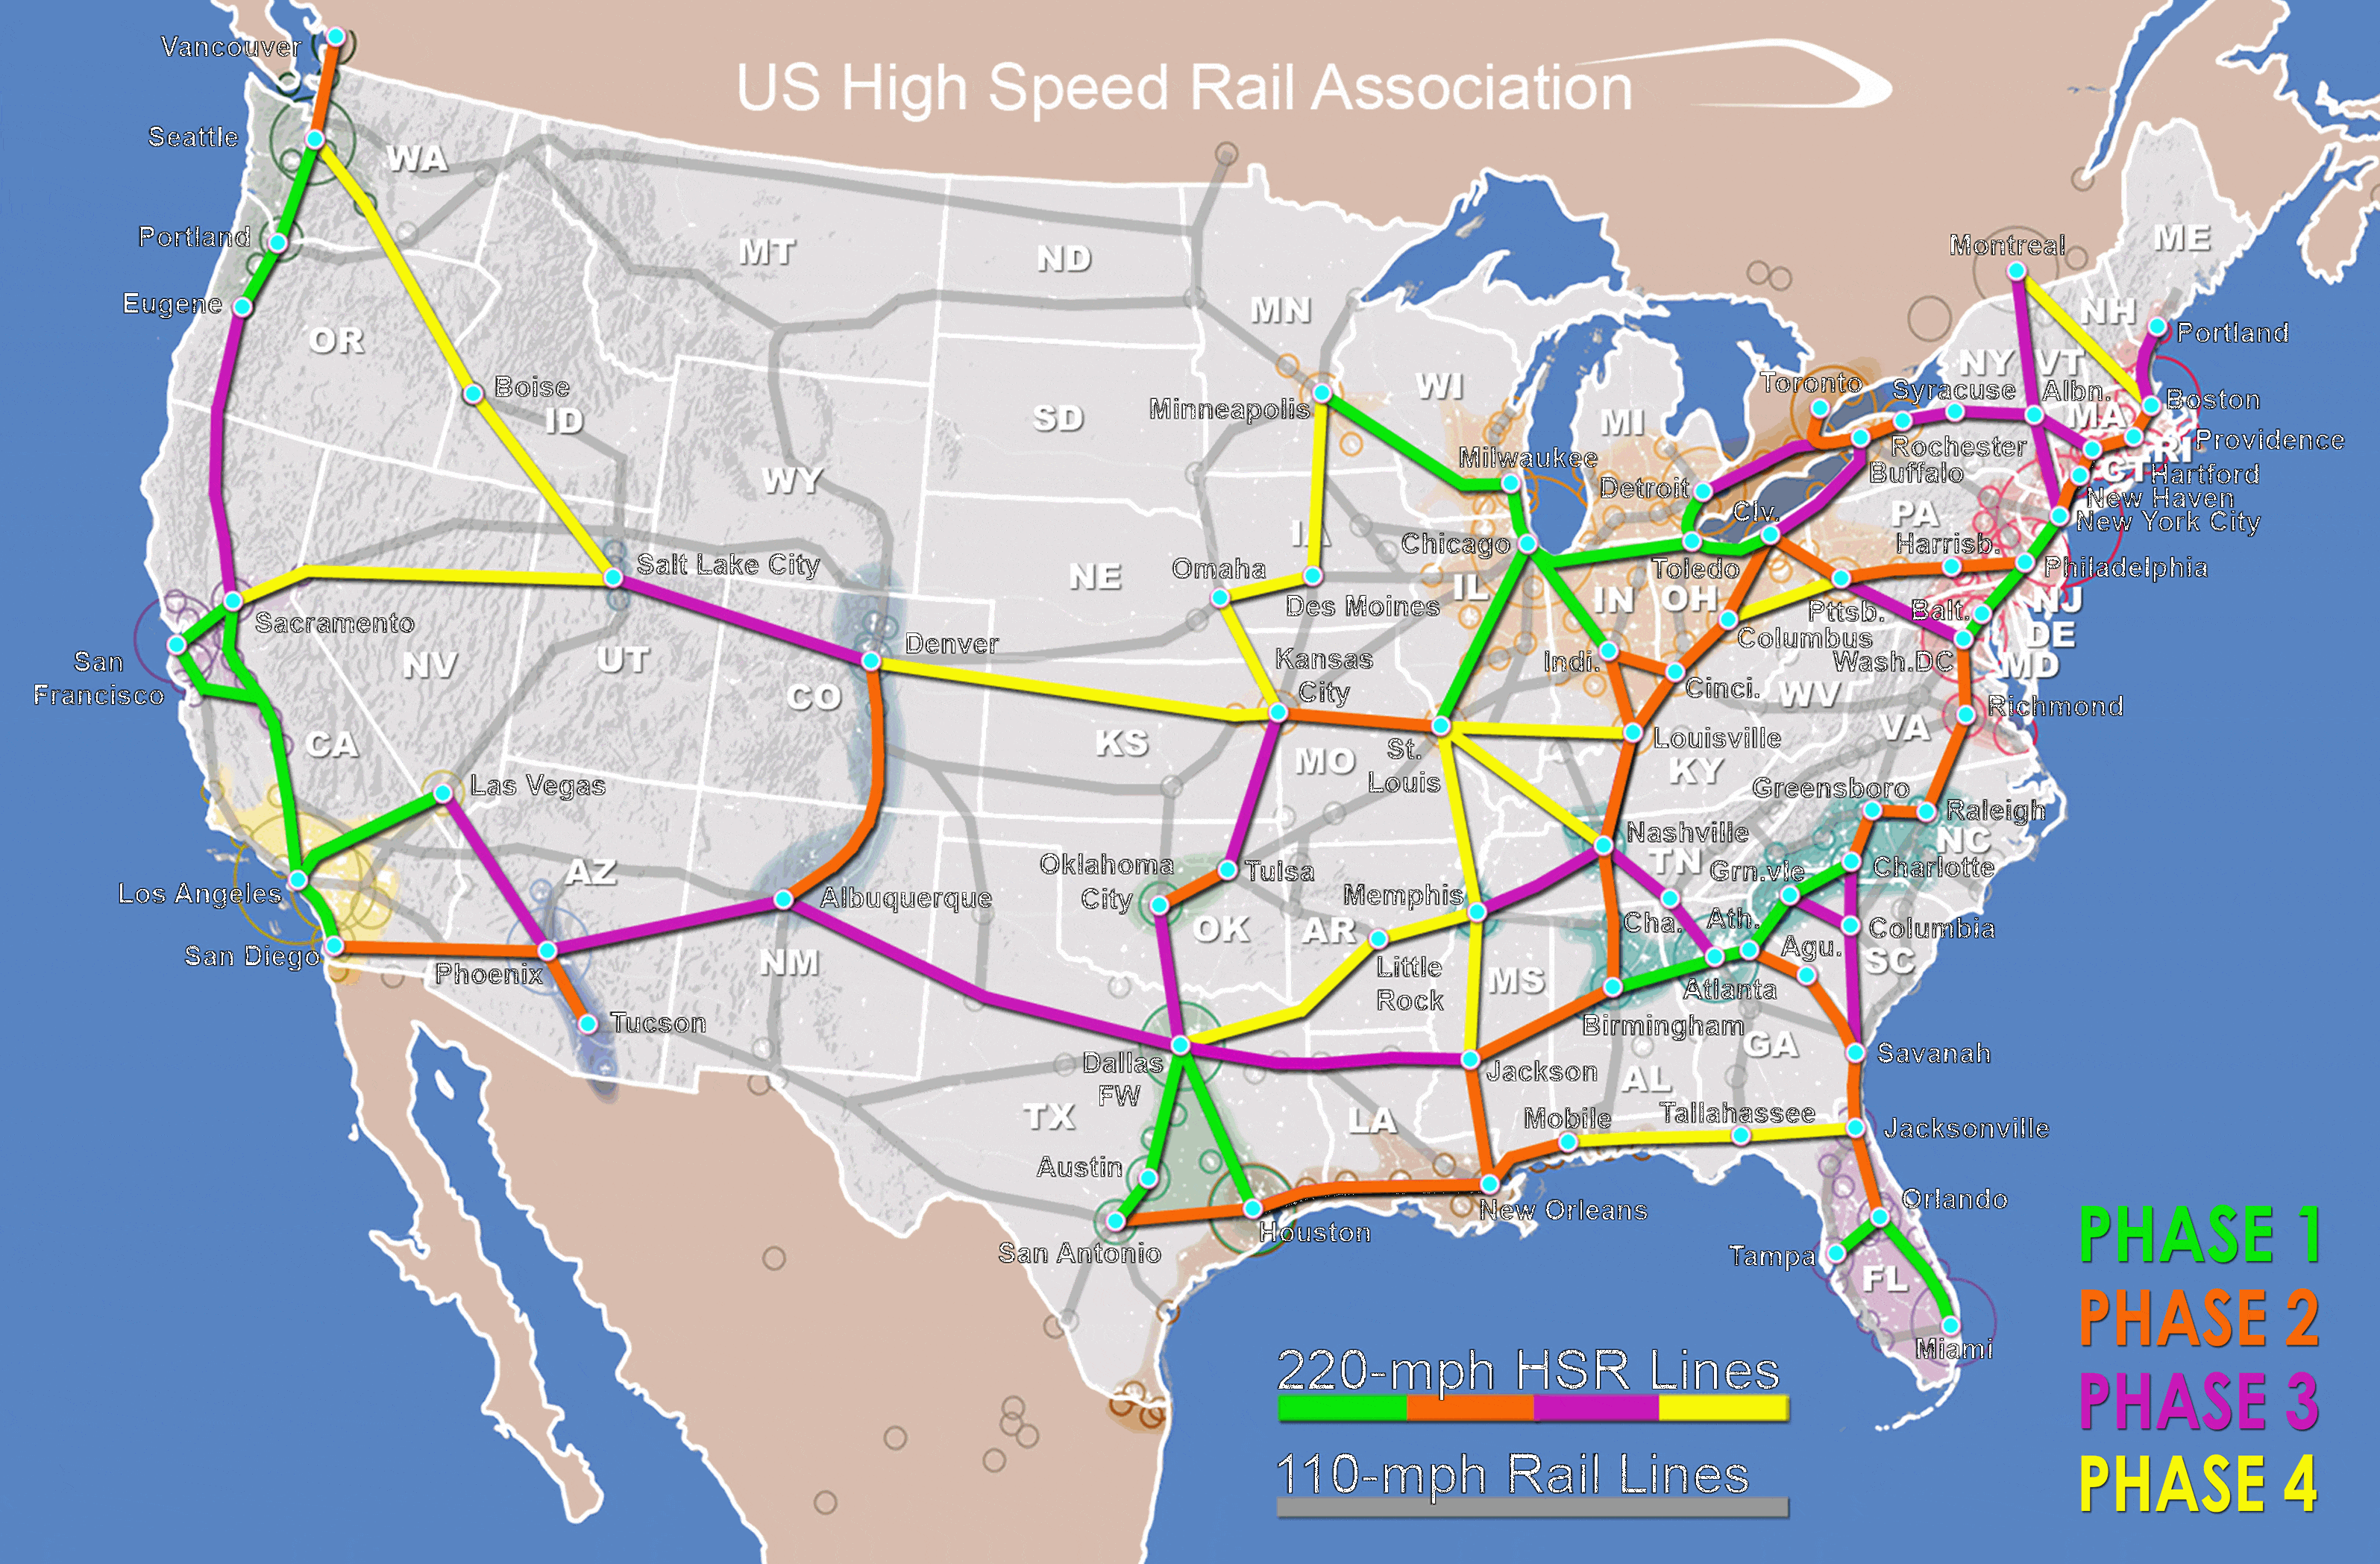 US High Speed Rail Association
Vancouver
Seattle
WA
Portland
Eugene
OR
Boise
ID
MT
ND
MN
SD
WY
WI
MI
Minneapolis
Milwaukee
Toronto
Montreal
ME
NH
Portland
NY
VT
Syracuse
Albn.
MA
Boston
Rochester
RI
Providence
Buffalo
CT
Hartford
New Haven
New York City
Detroit
Clv.
PA
Harrisb.
Philadelphia
Chicago
Toledo
IA
Omaha
Des Moines
NE
IL
IN
OH
Pttsb.
Balt.
NJ
DE
MD
Columbus
Wash.DC
Salt Lake City
Sacramento
San
Francisco
NV
UT
Denver
CO
Kansas
City
Indi.
Cinci.
WV
Richmond
VA
CA
KS
MO
St.
Louis
Louisville
KY
Greensboro
Raleigh
NC
Las Vegas
Los Angeles
San Diego
AZ
Phoenix
Tucson
Albuquerque
NM
Oklahoma
City
Tulsa
OK
Memphis
AR
Little
Rock
Nashville
TN
Grn.vle
Charlotte
Cha.
Ath.
Agu.
Columbia
SC
MS
Atlanta
Birmingham
GA
AL
Savanah
Dallas
FW
Jackson
TX
LA
Mobile
Tallahassee
Jacksonville
Austin
San Antonio
Houston
New Orleans
Orlando
Tampa
FL
Miami
PHASE 1
PHASE 2
PHASE 3
PHASE 4
220-mph HSR Lines
110-mph Rail Lines